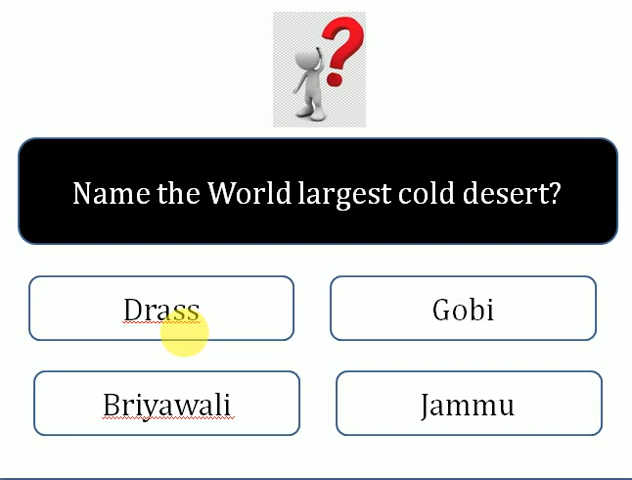 Name the World largest cold desert?
Drass
Gobi
Briyawali
Jammu